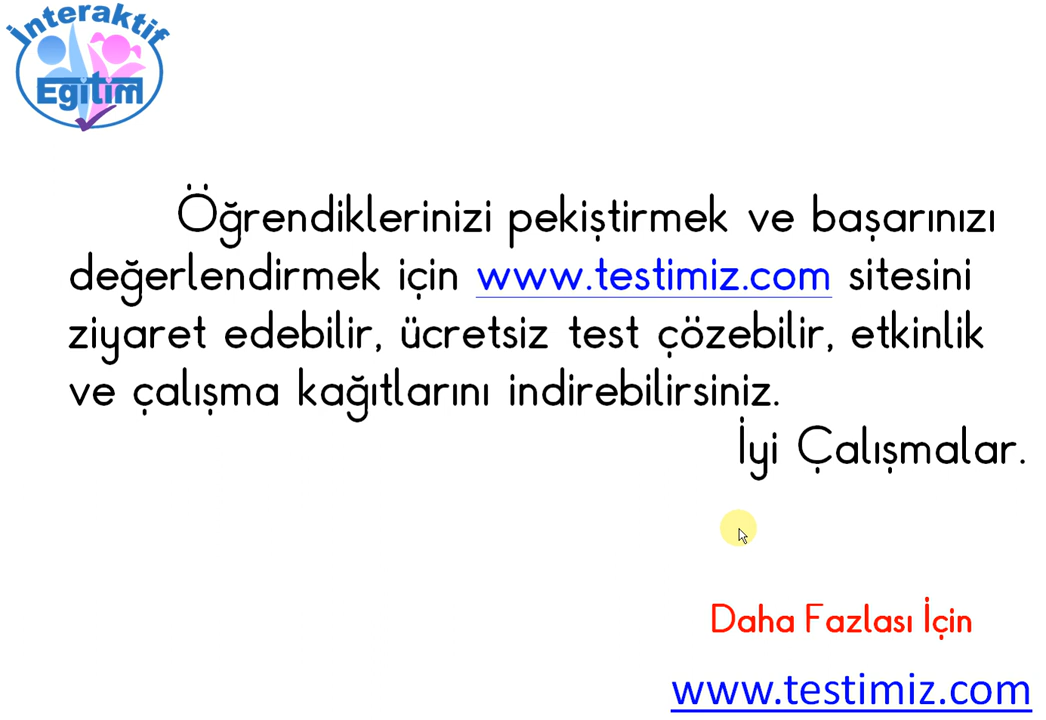 İnteraktif
Egitim
Öğrendiklerinizi pekiştirmek ve başarınızı
değerlendirmek için www.testimiz.com sitesini
ziyaret edebilir, ücretsiz test çözebilir, etkinlik
ve çalışma kağıtlarını indirebilirsiniz.
İyi Çalışmalar.
Daha Fazlası İçin
www.testimiz.com